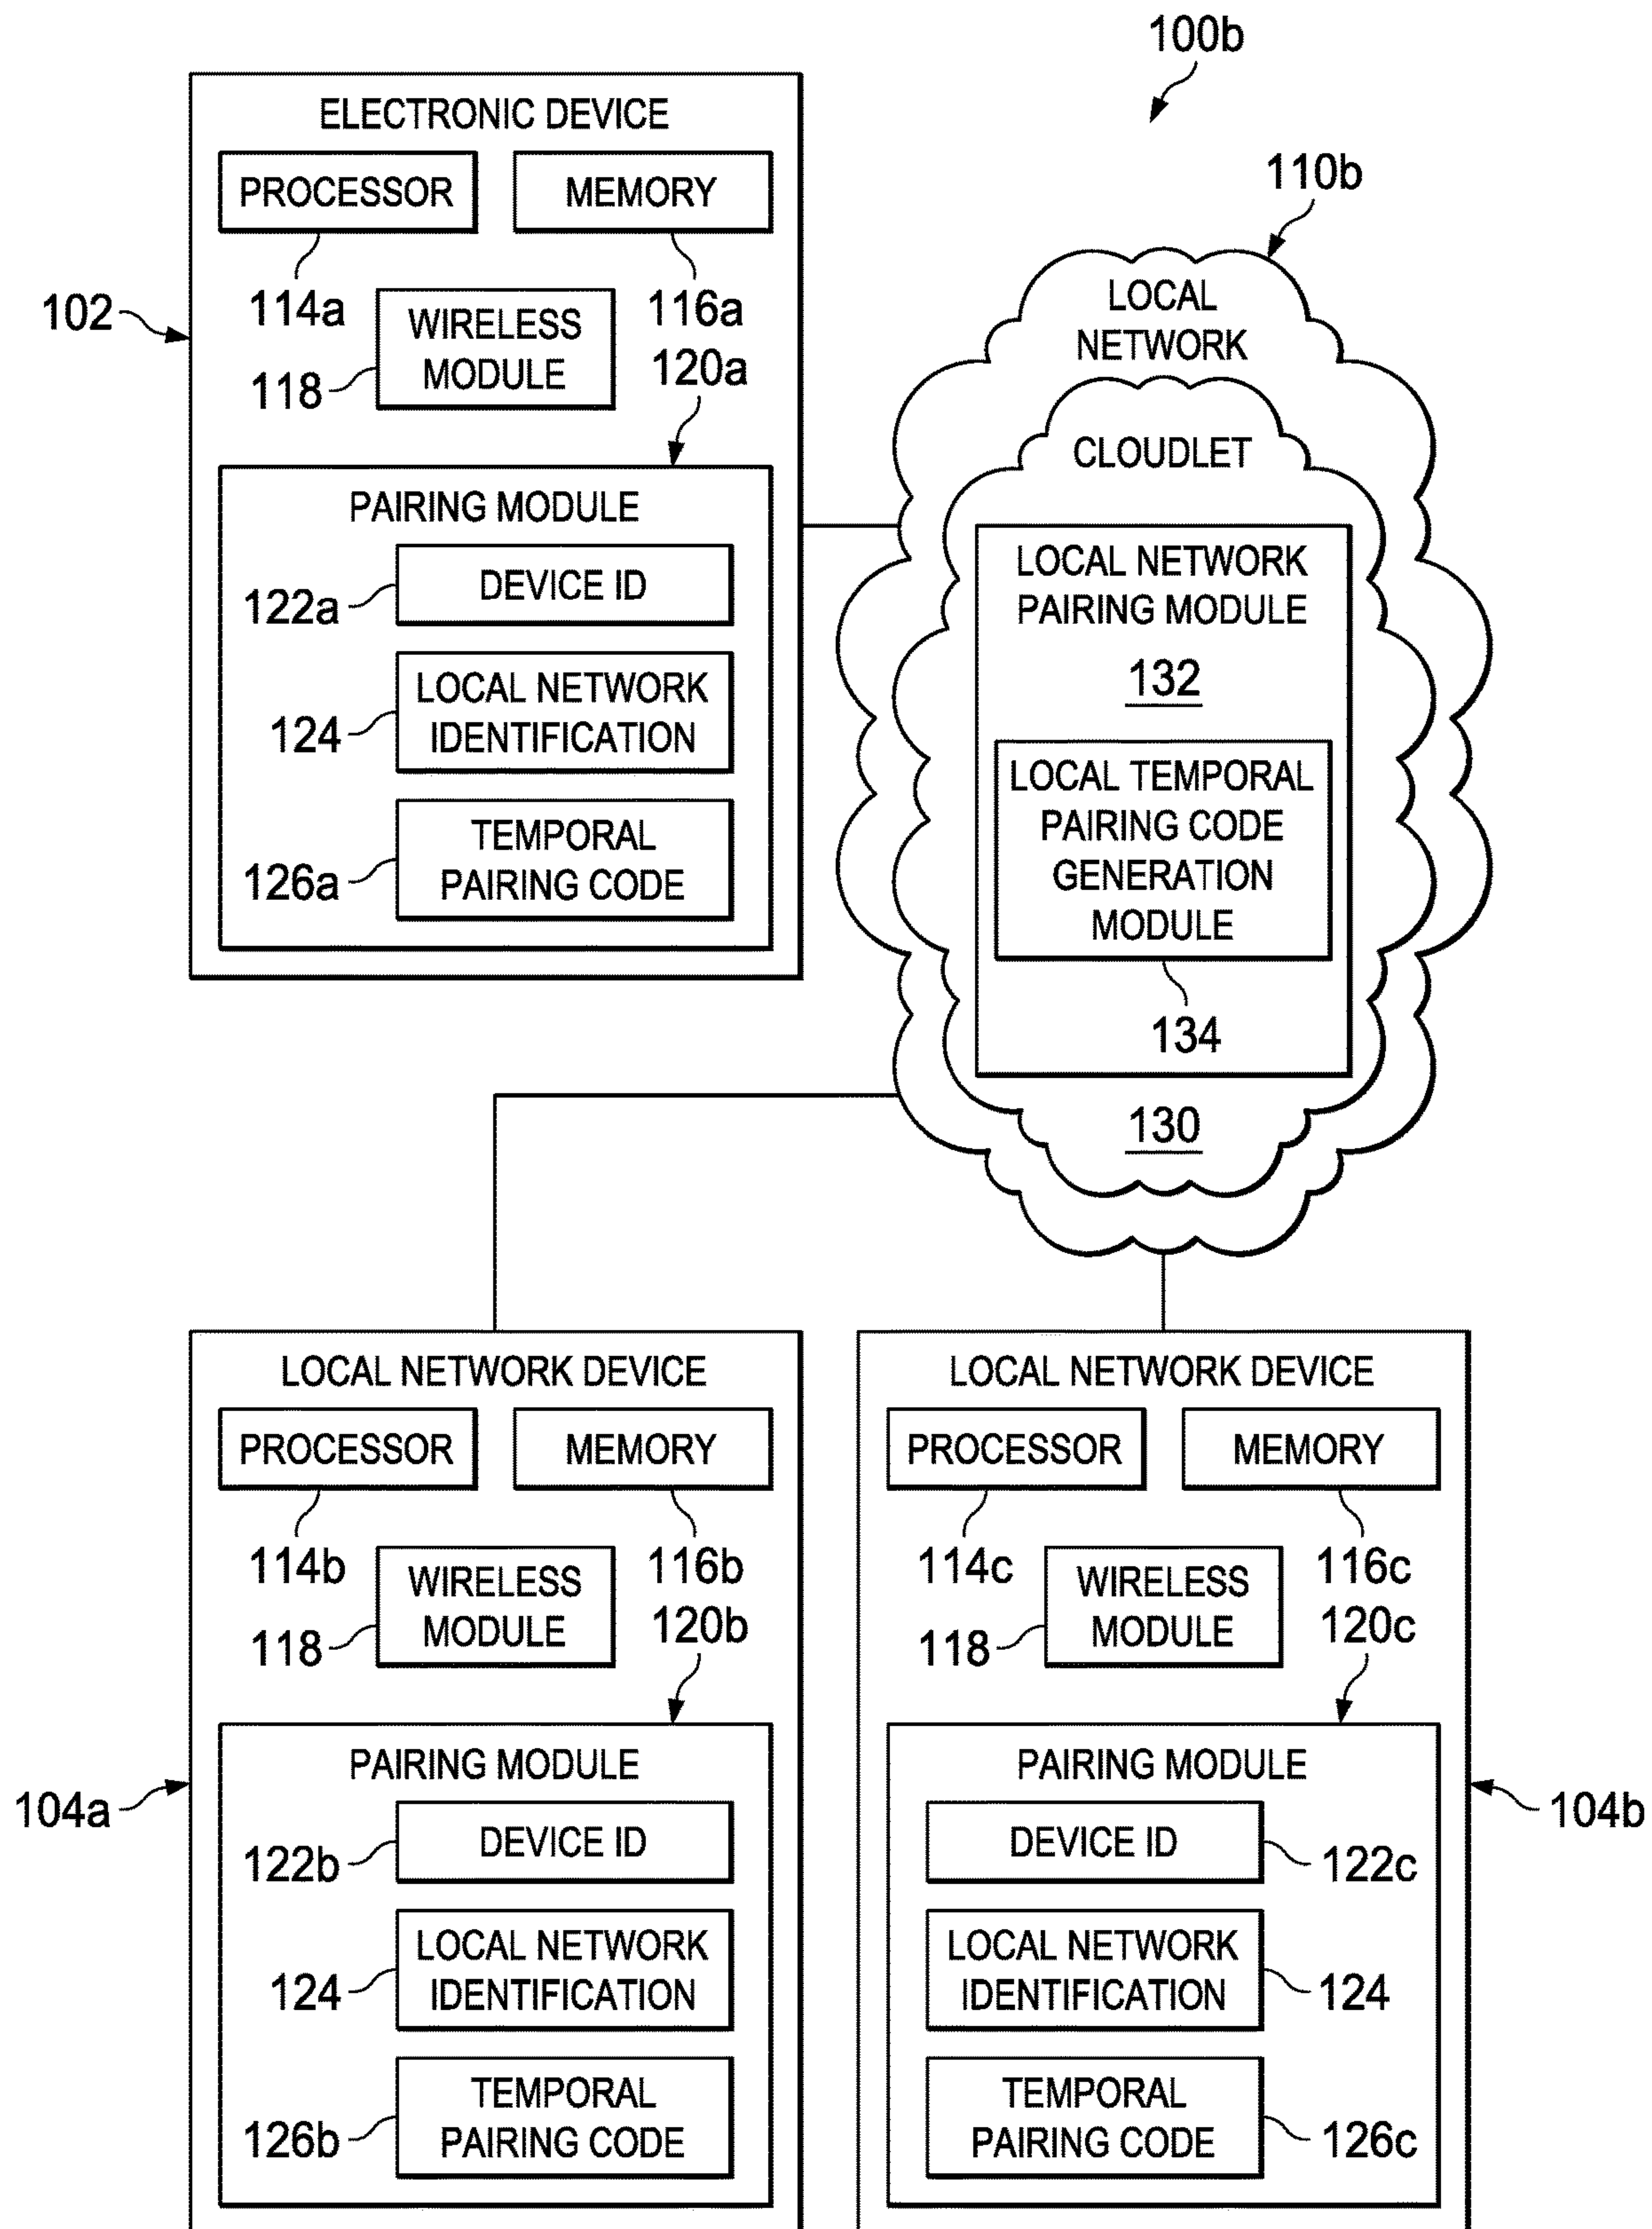 100b
ELECTRONIC DEVICE
PROCESSOR
MEMORY
114a
116a
102
WIRELESS
MODULE
118
120a
PAIRING MODULE
DEVICE ID
122a
LOCAL NETWORK
IDENTIFICATION
124
TEMPORAL
PAIRING CODE
126a
110b
LOCAL
NETWORK
CLOUDLET
LOCAL NETWORK
PAIRING MODULE
132
LOCAL TEMPORAL
PAIRING CODE
GENERATION
MODULE
134
130
LOCAL NETWORK DEVICE
PROCESSOR
MEMORY
114b
116b
WIRELESS
MODULE
118
120b
104a
PAIRING MODULE
DEVICE ID
122b
LOCAL NETWORK
IDENTIFICATION
124
TEMPORAL
PAIRING CODE
126b
LOCAL NETWORK DEVICE
PROCESSOR
MEMORY
114c
116c
WIRELESS
MODULE
118
120c
PAIRING MODULE
104b
DEVICE ID
122c
LOCAL NETWORK
IDENTIFICATION
124
TEMPORAL
PAIRING CODE
126c